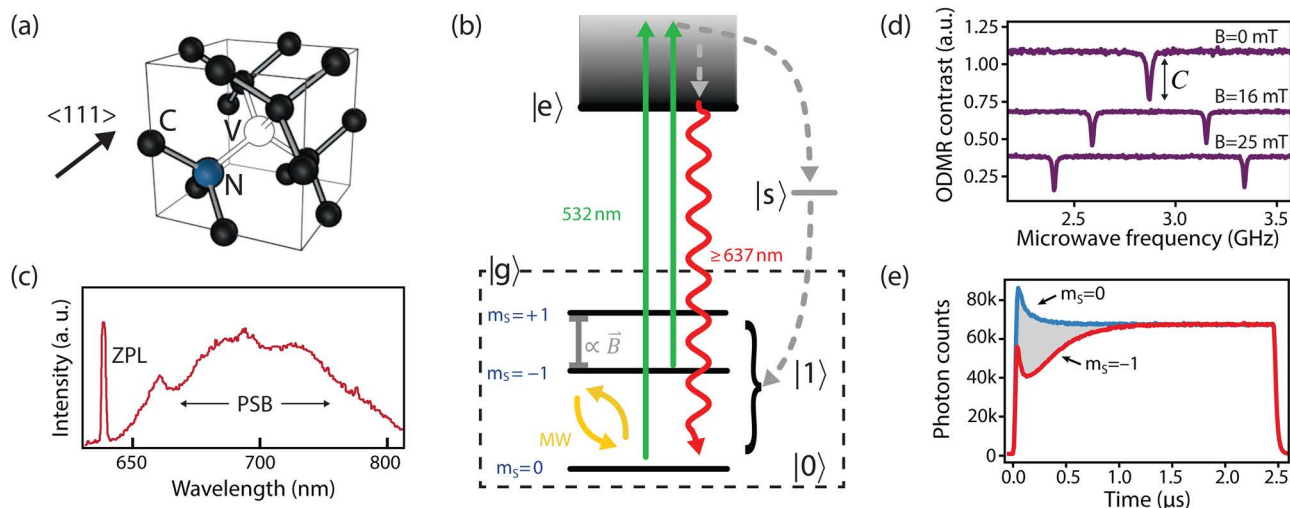 (a)
<111>
C
V
N
(b)
|e⟩
532 nm
≥637 nm
|s⟩
|g⟩
mS=+1
∝ B⃗
mS=−1
|1⟩
MW
mS=0
|0⟩
(c)
Intensity (a. u.)
ZPL
PSB
650
700
800
Wavelength (nm)
(d)
ODMR contrast (a.u.)
1.25
1.00
0.75
0.50
0.25
B=0 mT
C
B=16 mT
B=25 mT
2.5
3.0
3.5
Microwave frequency (GHz)
(e)
Photon counts
80k
60k
40k
20k
0
mS=0
mS=−1
0.0
0.5
1.0
1.5
2.0
2.5
Time (μs)